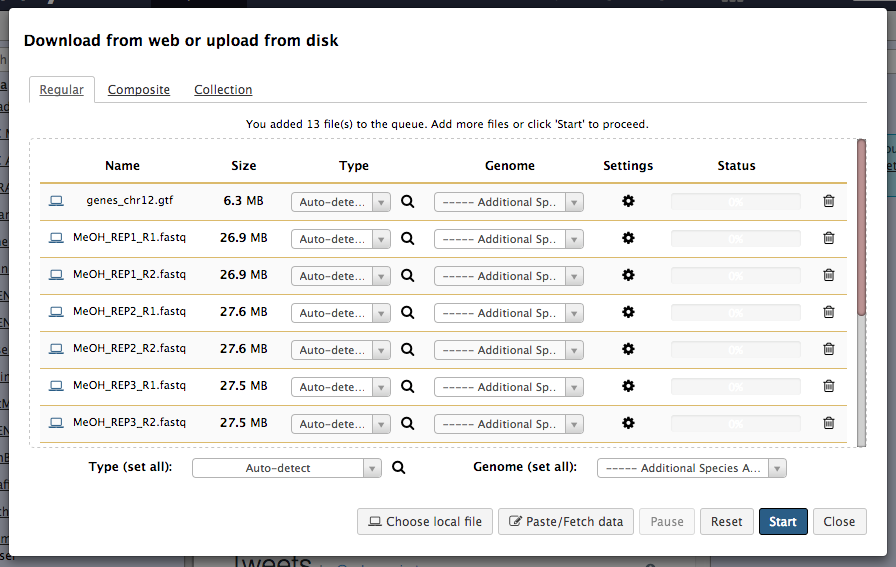 Download from web or upload from disk
Regular Composite Collection
You added 13 file(s) to the queue. Add more files or click 'Start' to proceed.
Name Size Type Genome Settings Status
genes_chr12.gtf 6.3 MB Auto-dete... ----- Additional Sp.. 0%
MeOH_REP1_R1.fastq 26.9 MB Auto-dete... ----- Additional Sp.. 0%
MeOH_REP1_R2.fastq 26.9 MB Auto-dete... ----- Additional Sp.. 0%
MeOH_REP2_R1.fastq 27.6 MB Auto-dete... ----- Additional Sp.. 0%
MeOH_REP2_R2.fastq 27.6 MB Auto-dete... ----- Additional Sp.. 0%
MeOH_REP3_R1.fastq 27.5 MB Auto-dete... ----- Additional Sp.. 0%
MeOH_REP3_R2.fastq 27.5 MB Auto-dete... ----- Additional Sp.. 0%
Type (set all): Auto-detect Genome (set all): ----- Additional Species A...
Choose local file Paste/Fetch data Pause Reset Start Close
Tweets